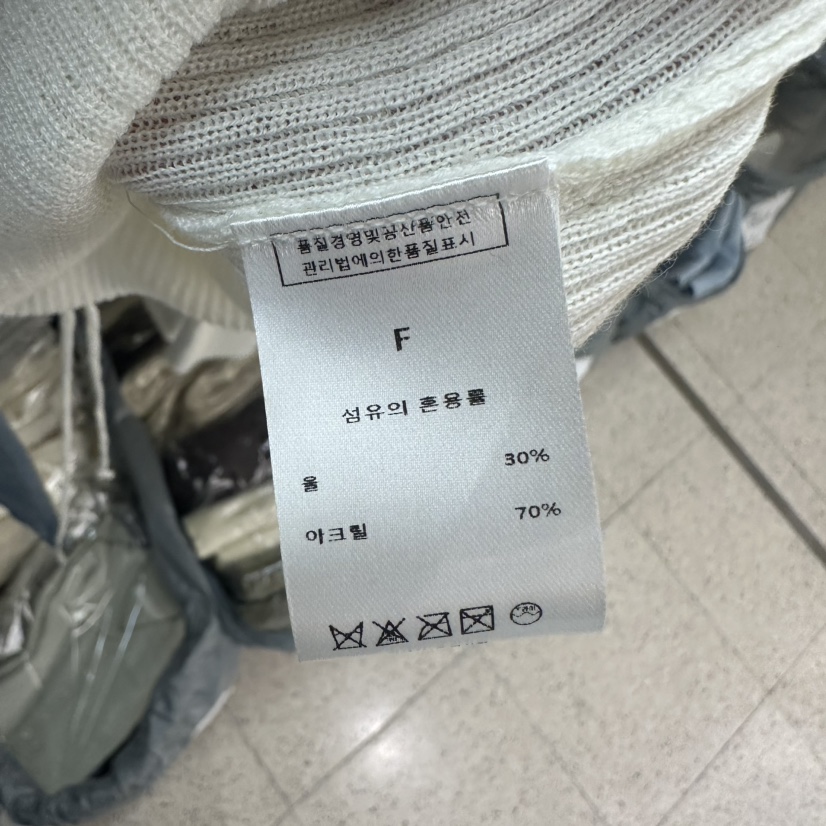 품질경영및공산품안전
관리법에의한품질표시
F
섬유의 혼용률
울 30%
아크릴 70%